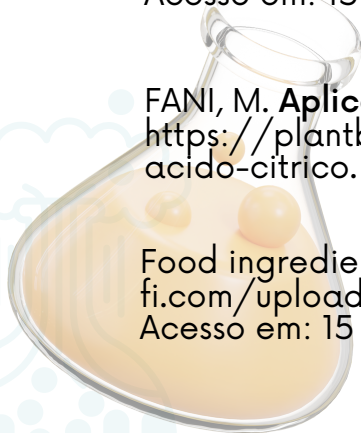 Acesso em: 15
FANI, M. Aplic
https://plantb
acido-citrico.
Food ingredie
fi.com/upload
Acesso em: 15